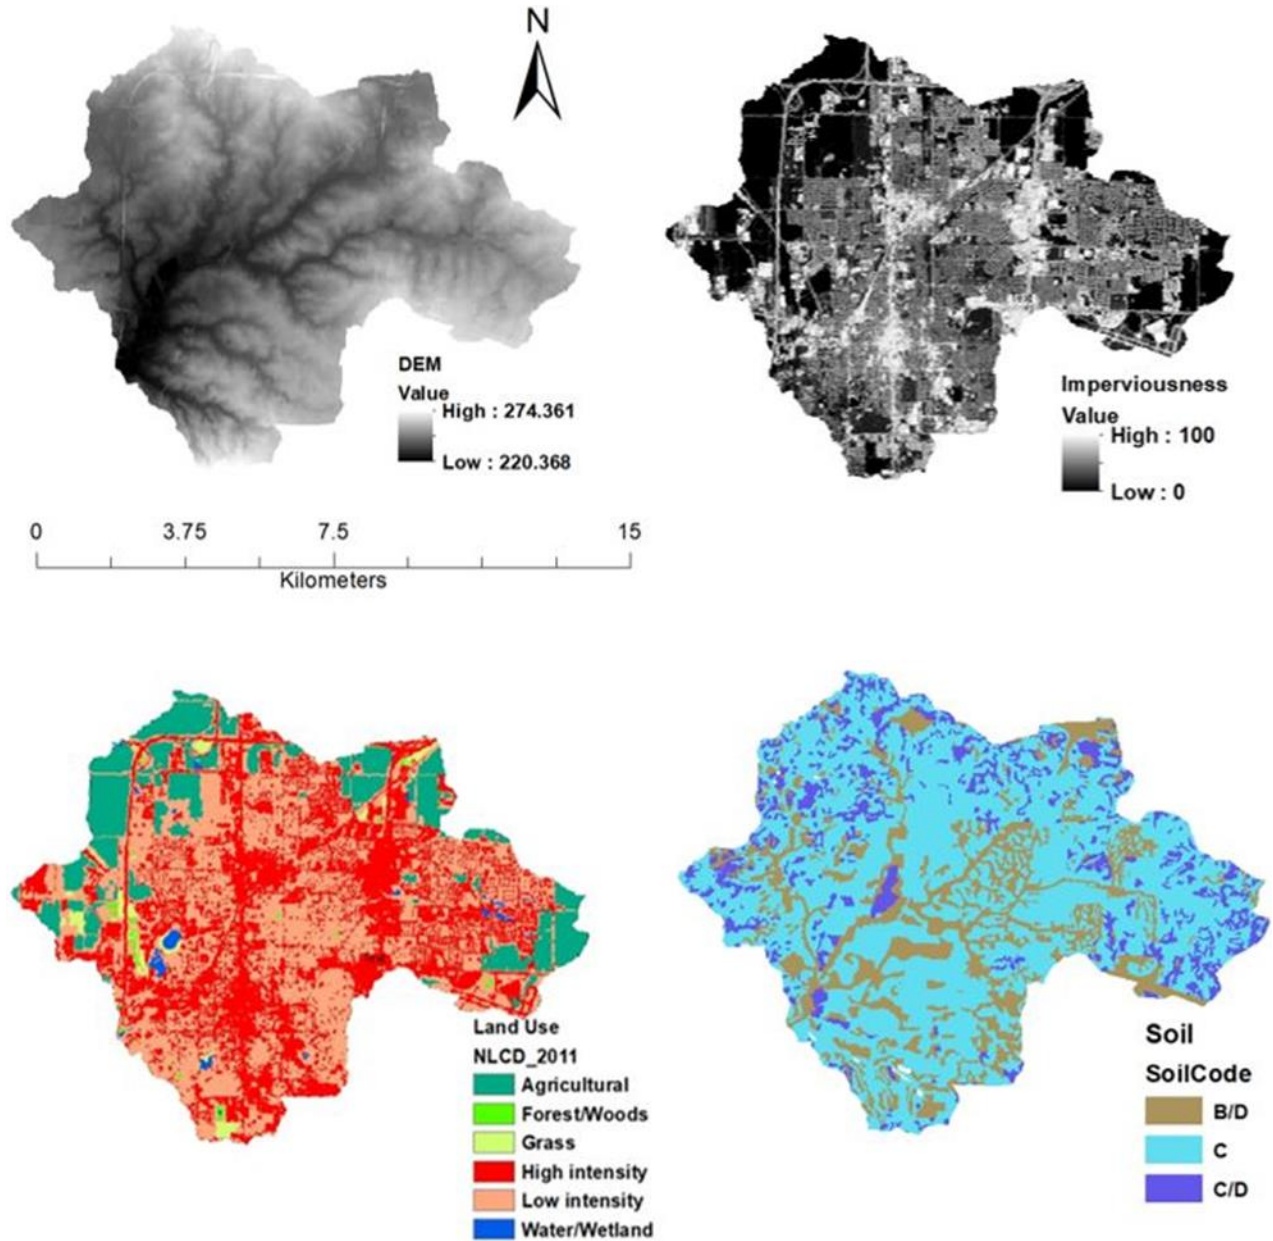 N
DEM
Value
High : 274.361
Low : 220.368
Imperviousness
Value
High : 100
Low : 0
0 3.75 7.5 15
Kilometers
Land Use
NLCD_2011
Agricultural
Forest/Woods
Grass
High intensity
Low intensity
Water/Wetland
Soil
SoilCode
B/D
C
C/D